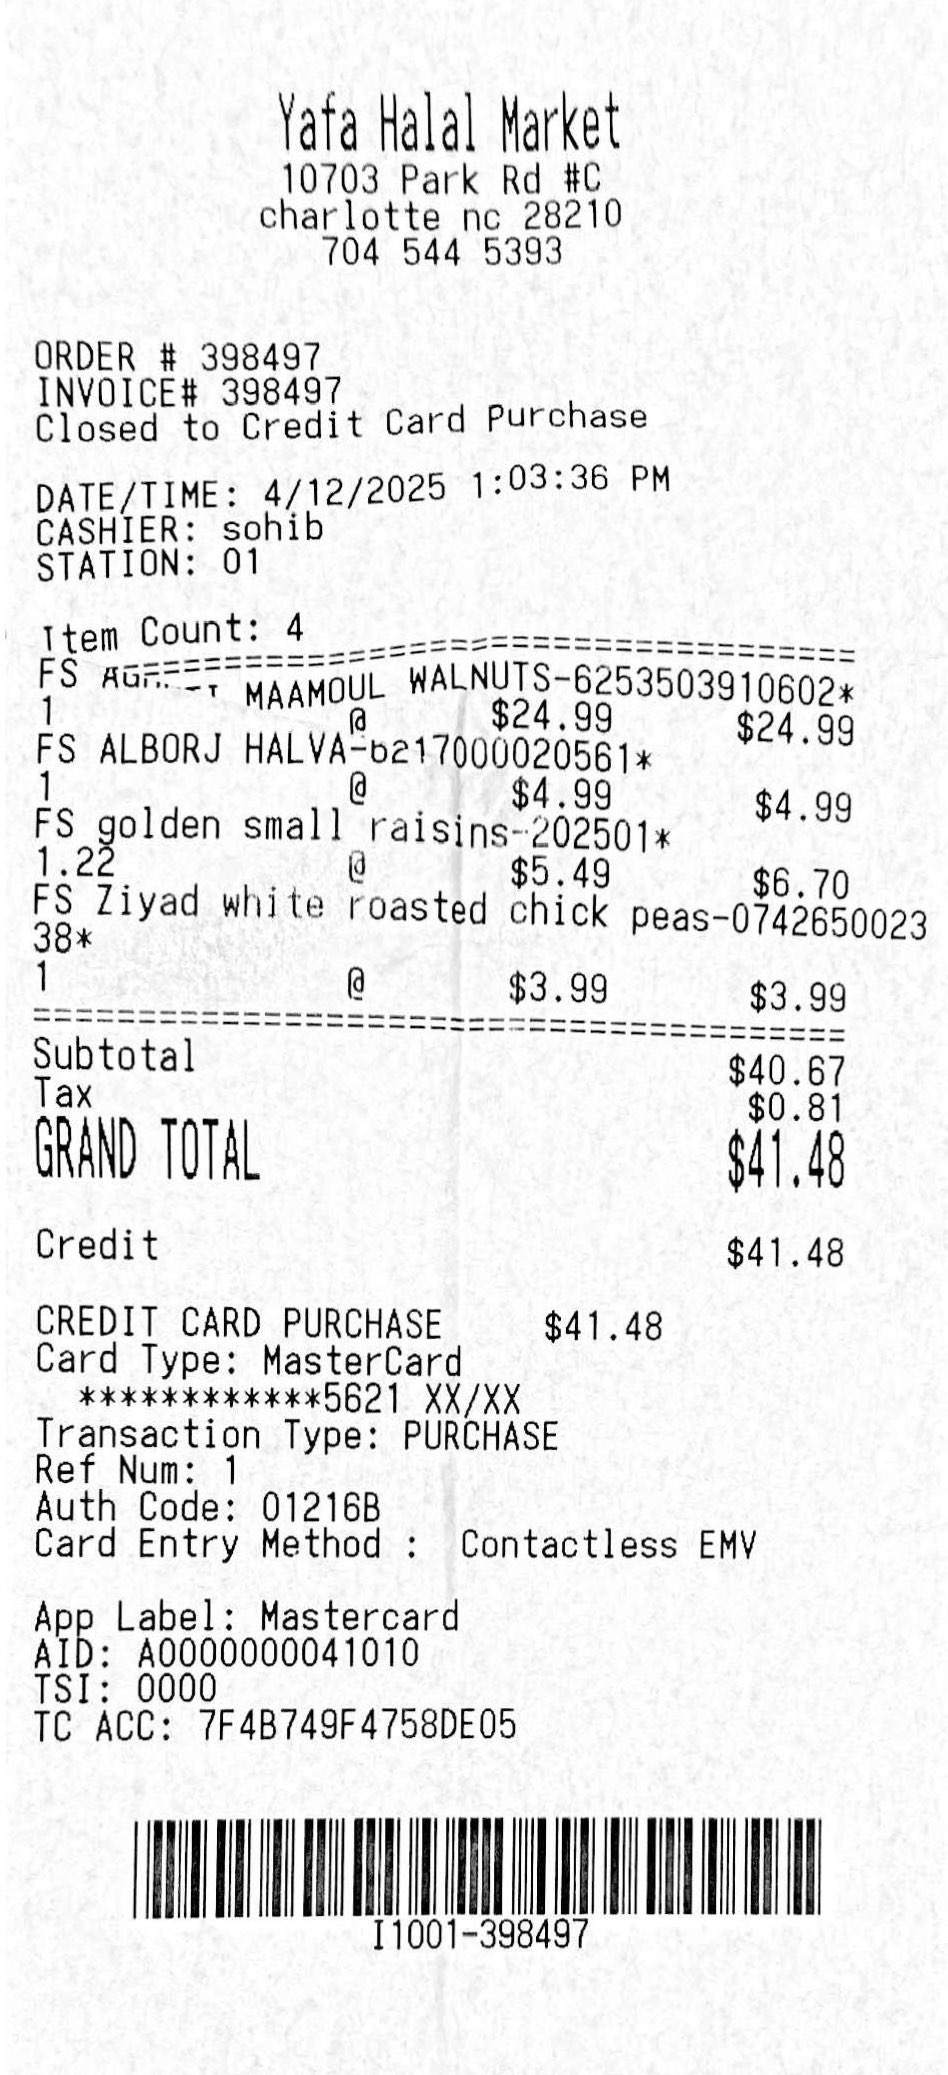 Yafa Halal Market
10703 Park Rd #C
charlotte nc 28210
704 544 5393
ORDER # 398497
INVOICE# 398497
Closed to Credit Card Purchase
DATE/TIME: 4/12/2025 1:03:36 PM
CASHIER: sohib
STATION: 01
Item Count: 4
FS MAAMOUL WALNUTS-6253503910602*
1 @ $24.99 $24.99
FS ALBORJ HALVA-6217000020561*
1 @ $4.99 $4.99
FS golden small raisins-202501*
1.22 @ $5.49 $6.70
FS Ziyad white roasted chick peas-0742650023
38*
1 @ $3.99 $3.99
Subtotal $40.67
Tax $0.81
GRAND TOTAL $41.48
Credit $41.48
CREDIT CARD PURCHASE $41.48
Card Type: MasterCard
************5621 XX/XX
Transaction Type: PURCHASE
Ref Num: 1
Auth Code: 01216B
Card Entry Method : Contactless EMV
App Label: Mastercard
AID: A0000000041010
TSI: 0000
TC ACC: 7F4B749F4758DE05
I1001-398497